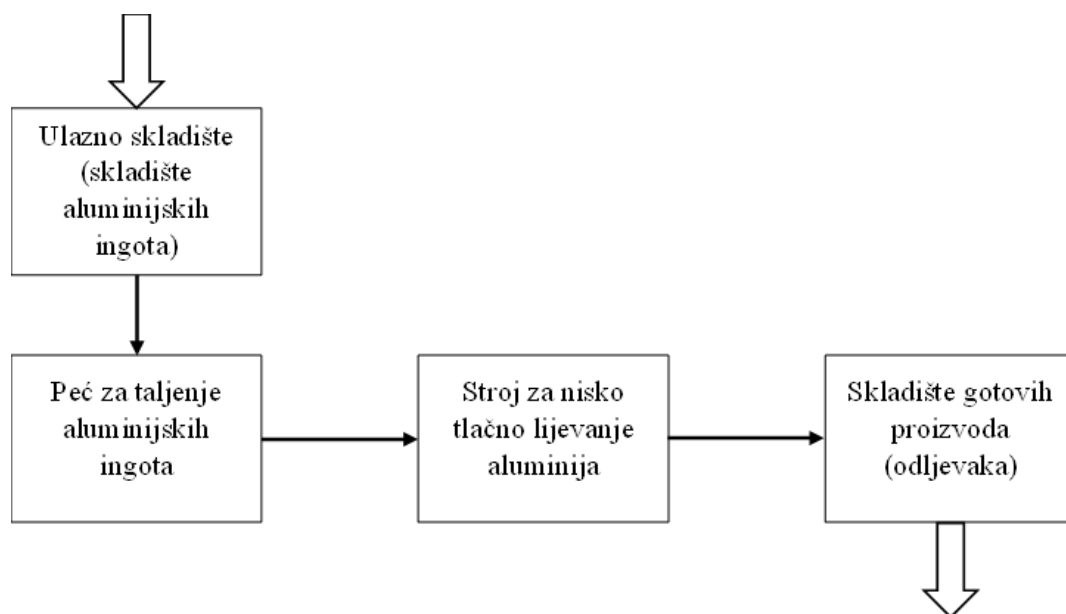 Ulazno skladište
(skladište
aluminijskih
ingota)
Peć za taljenje
aluminijskih
ingota
Stroj za nisko
tlačno lijevanje
aluminija
Skladište gotovih
proizvoda
(odljevaka)